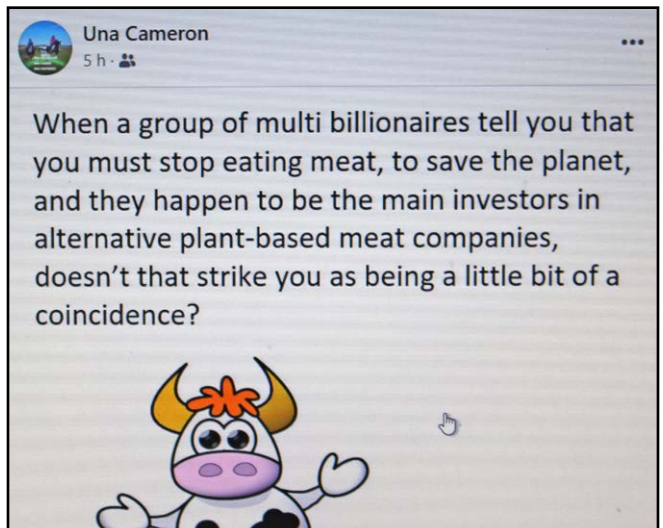 Una Cameron
5 h ·
When a group of multi billionaires tell you that
you must stop eating meat, to save the planet,
and they happen to be the main investors in
alternative plant-based meat companies,
doesn't that strike you as being a little bit of a
coincidence?